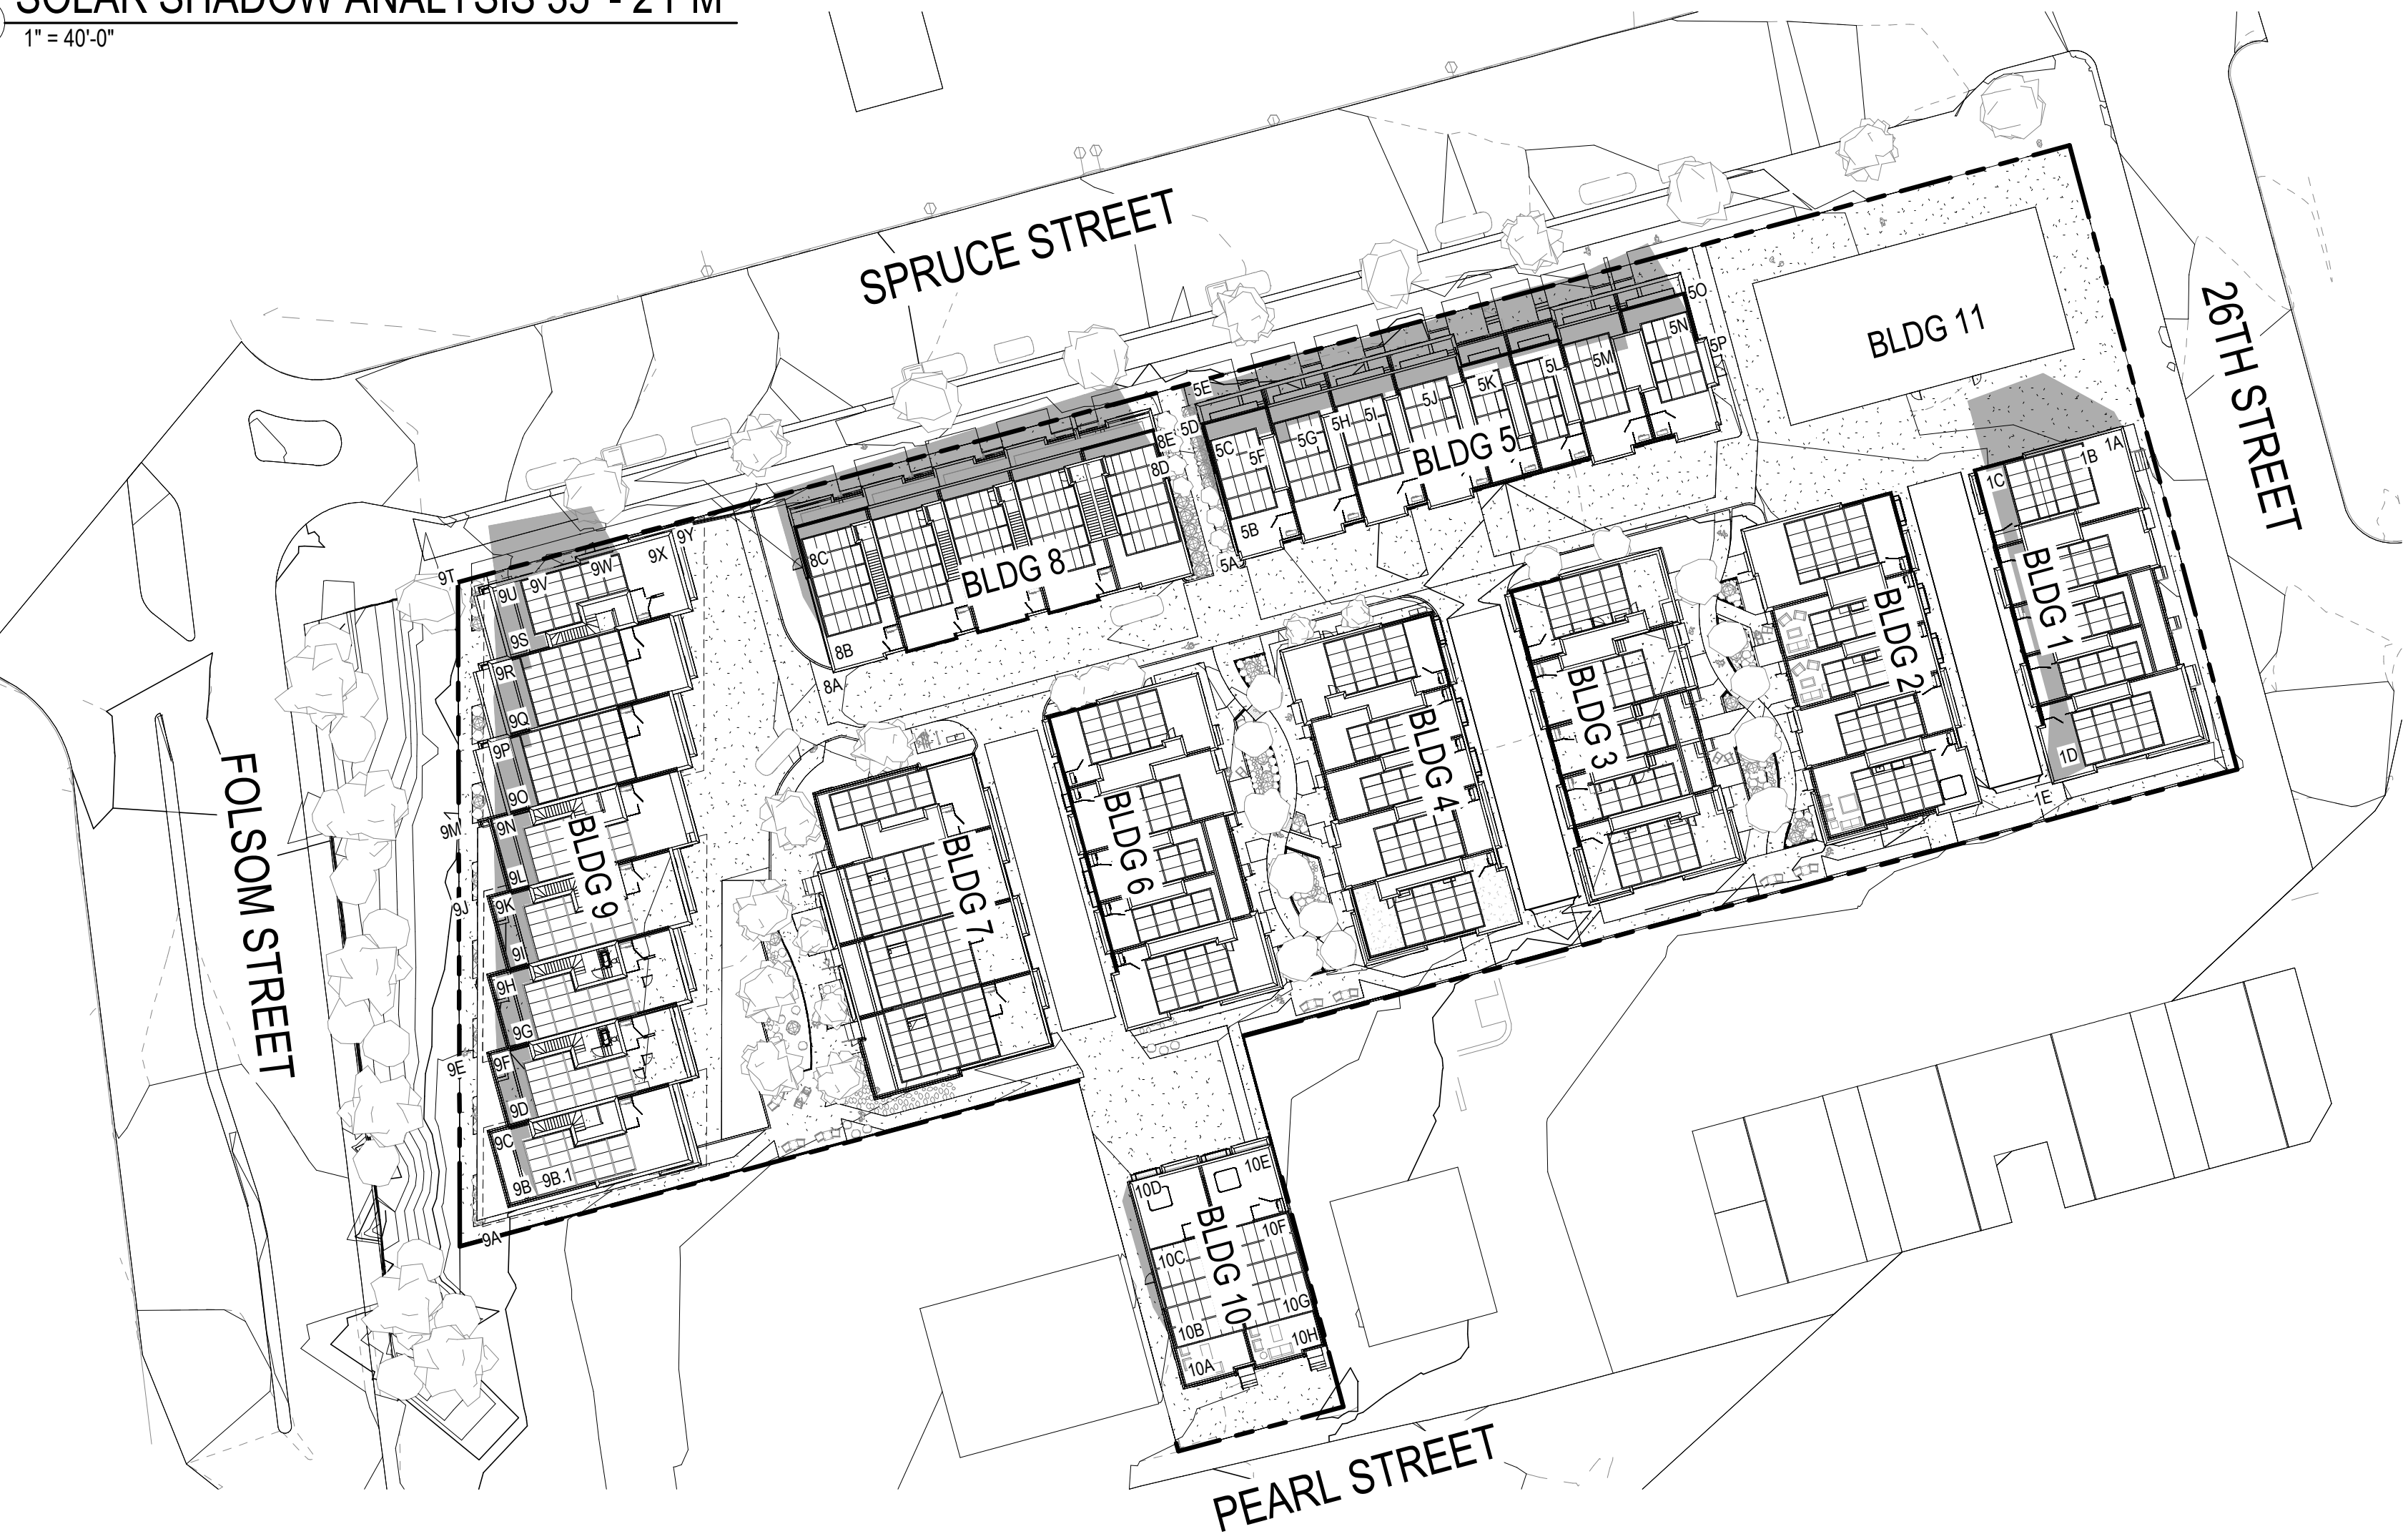 1" = 40'-0"
SPRUCE STREET
26TH STREET
FOLSOM STREET
PEARL STREET
BLDG 11
BLDG 5
5E
5D
5C
5F
5B
5A
5G
5H
5I
5J
5K
5L
5M
5N
5O
5P
BLDG 8
8E
8D
8C
8B
8A
BLDG 1
1A
1B
1C
1D
1E
BLDG 2
BLDG 3
BLDG 4
BLDG 6
BLDG 7
BLDG 9
9T
9U
9V
9W
9X
9Y
9S
9R
9Q
9P
9O
9M
9N
9L
9J
9K
9I
9H
9G
9E
9F
9D
9C
9B
9B.1
9A
BLDG 10
10D
10E
10C
10F
10B
10G
10A
10H